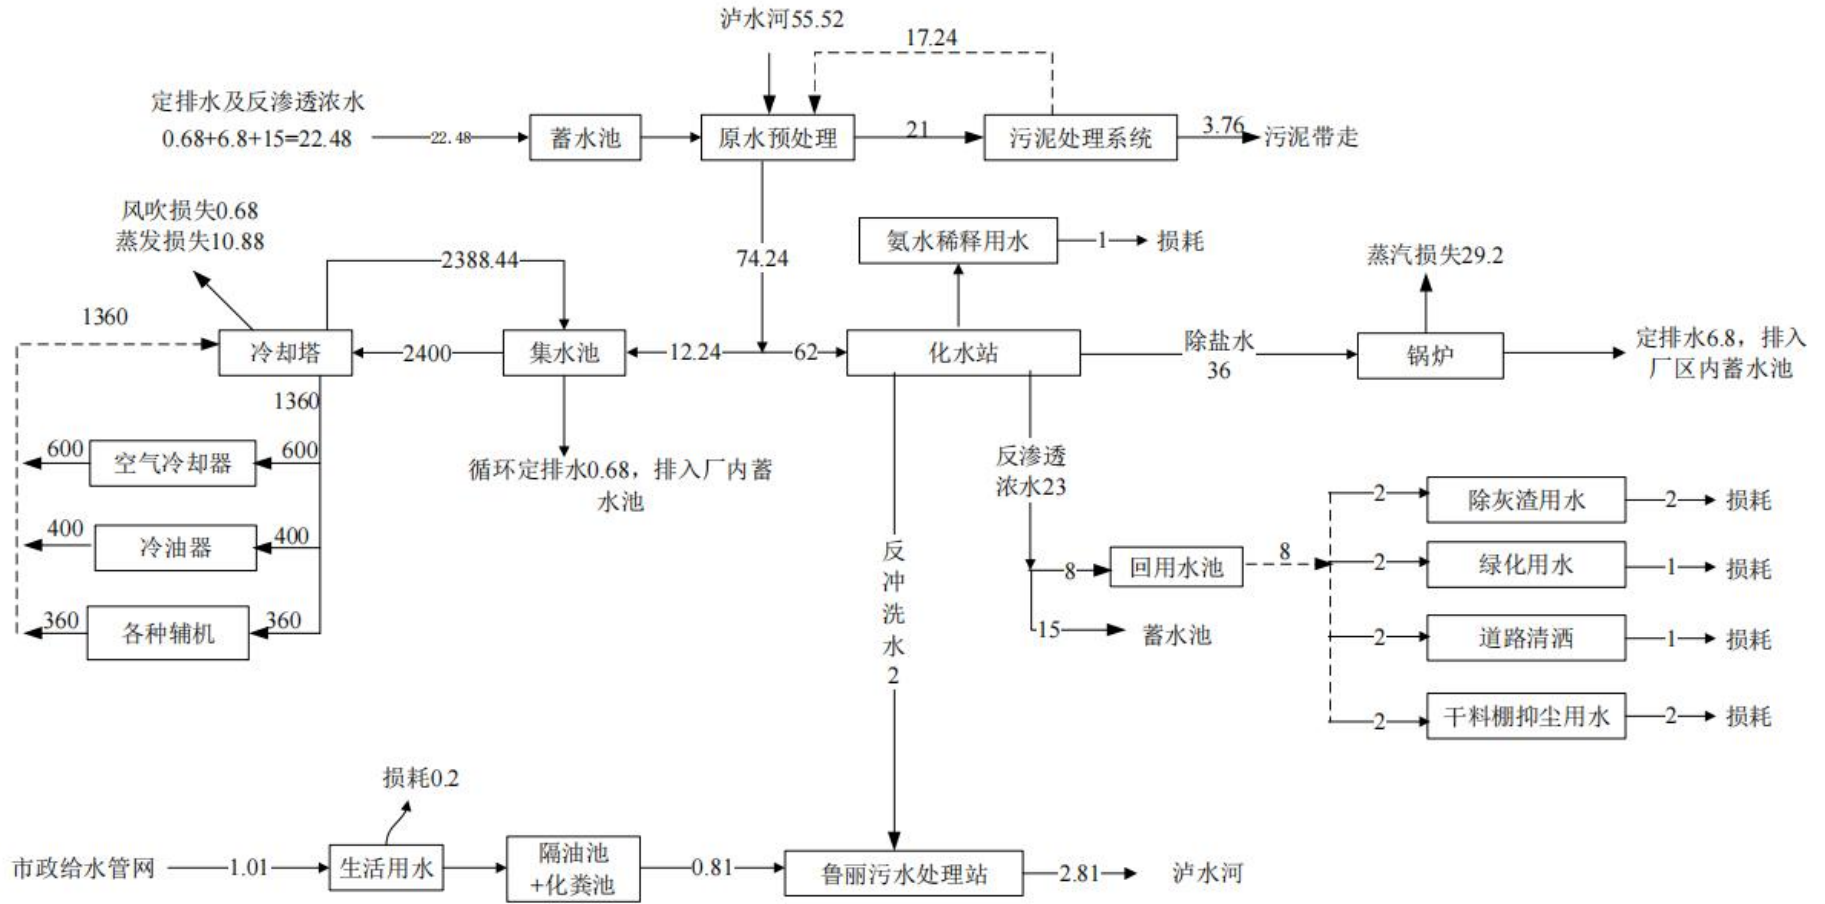 泸水河55.52
17.24
定排水及反渗透浓水
0.68+6.8+15=22.48
22.48
蓄水池
原水预处理
21
污泥处理系统
3.76
污泥带走
风吹损失0.68
蒸发损失10.88
2388.44
74.24
氨水稀释用水
1
损耗
蒸汽损失29.2
1360
冷却塔
2400
集水池
12.24
62
化水站
除盐水
36
锅炉
定排水6.8，排入
厂区内蓄水池
1360
600
空气冷却器
600
循环定排水0.68，排入厂内蓄
水池
反渗透
浓水23
400
冷油器
400
360
各种辅机
360
反
冲
洗
水
2
8
回用水池
8
15
蓄水池
2
除灰渣用水
2
损耗
2
绿化用水
1
损耗
2
道路清洒
1
损耗
2
干料棚抑尘用水
2
损耗
损耗0.2
市政给水管网
1.01
生活用水
隔油池
+化粪池
0.81
鲁丽污水处理站
2.81
泸水河